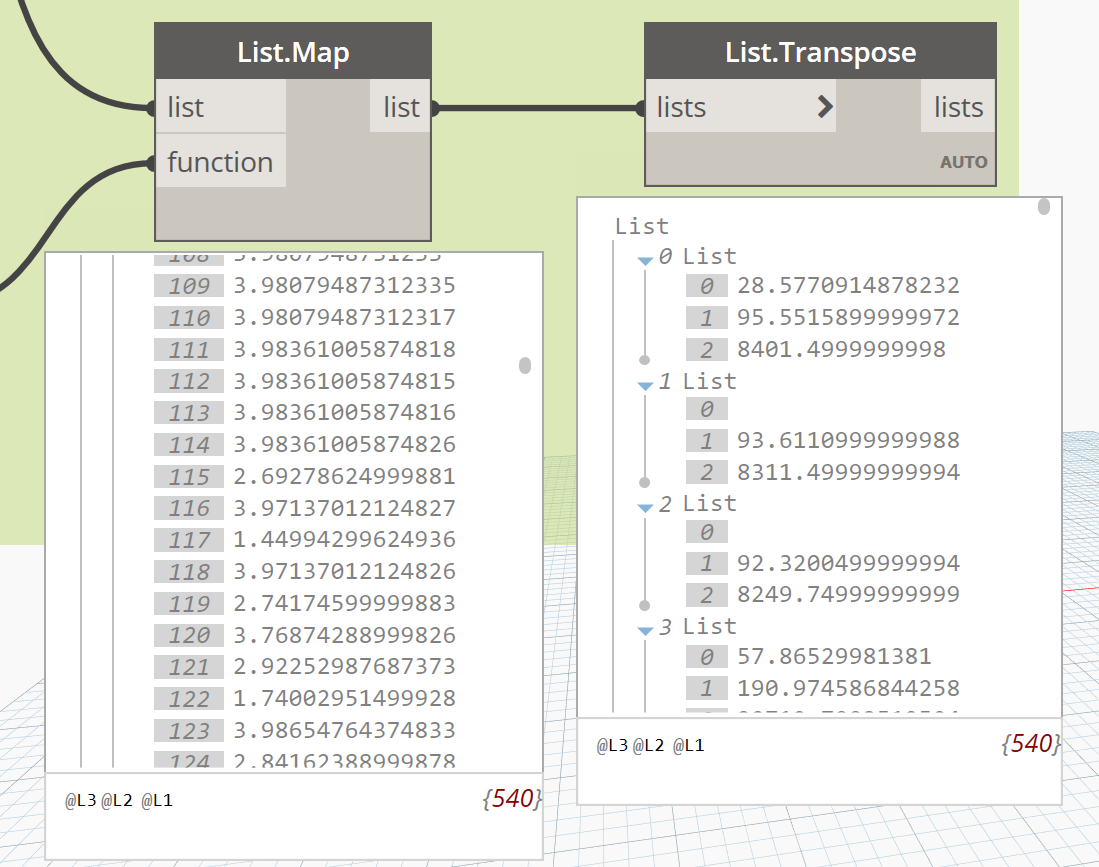 List.Map
list
list
function
109 3.98079487312335
110 3.98079487312317
111 3.98361005874818
112 3.98361005874815
113 3.98361005874816
114 3.98361005874826
115 2.69278624999881
116 3.97137012124827
117 1.44994299624936
118 3.97137012124826
119 2.74174599999883
120 3.76874288999826
121 2.92252987687373
122 1.74002951499928
123 3.98654764374833
124 2.84162388999878
@L3 @L2 @L1 {540}
List.Transpose
lists
lists
AUTO
List
0 List
0 28.5770914878232
1 95.5515899999972
2 8401.4999999998
1 List
0
1 93.6110999999988
2 8311.49999999994
2 List
0
1 92.3200499999994
2 8249.74999999999
3 List
0 57.86529981381
1 190.974586844258
@L3 @L2 @L1 {540}